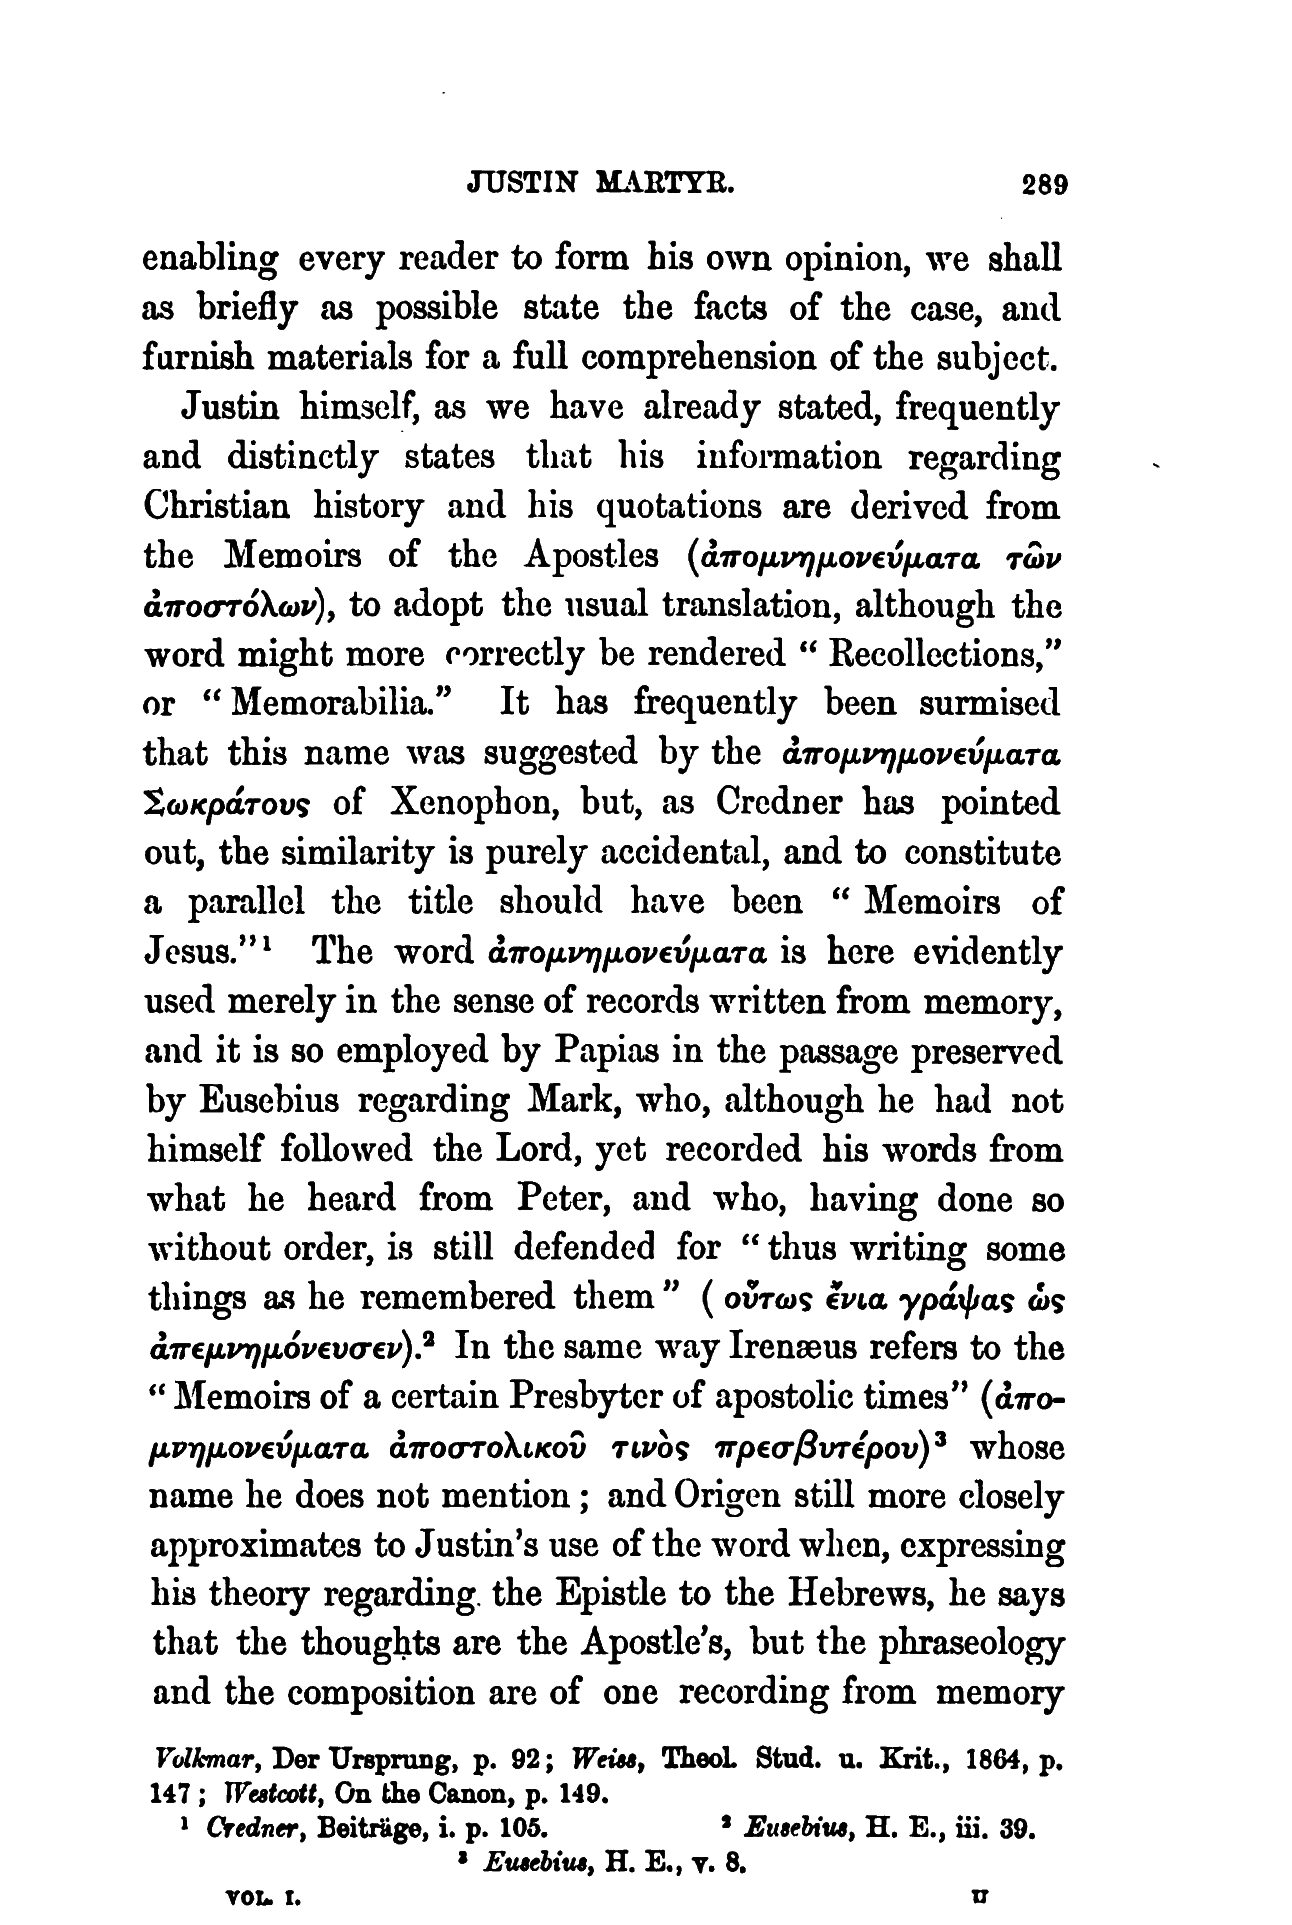 JUSTIN MARTYR. 289
enabling every reader to form his own opinion, we shall
as briefly as possible state the facts of the case, and
furnish materials for a full comprehension of the subject.
Justin himself, as we have already stated, frequently
and distinctly states that his information regarding
Christian history and his quotations are derived from
the Memoirs of the Apostles (ἀπομνημονεύματα τῶν
ἀποστόλων), to adopt the usual translation, although the
word might more correctly be rendered “ Recollections,”
or “ Memorabilia.” It has frequently been surmised
that this name was suggested by the ἀπομνημονεύματα
Σωκράτους of Xenophon, but, as Credner has pointed
out, the similarity is purely accidental, and to constitute
a parallel the title should have been “ Memoirs of
Jesus.”¹ The word ἀπομνημονεύματα is here evidently
used merely in the sense of records written from memory,
and it is so employed by Papias in the passage preserved
by Eusebius regarding Mark, who, although he had not
himself followed the Lord, yet recorded his words from
what he heard from Peter, and who, having done so
without order, is still defended for “ thus writing some
things as he remembered them ” ( οὕτως ἔνια γράψας ὡς
ἀπεμνημόνευσεν).² In the same way Irenæus refers to the
“ Memoirs of a certain Presbyter of apostolic times” (ἀπο-
μνημονεύματα ἀποστολικοῦ τινὸς πρεσβυτέρου)³ whose
name he does not mention ; and Origen still more closely
approximates to Justin’s use of the word when, expressing
his theory regarding the Epistle to the Hebrews, he says
that the thoughts are the Apostle’s, but the phraseology
and the composition are of one recording from memory
Volkmar, Der Ursprung, p. 92; Weiss, Theol. Stud. u. Krit., 1864, p.
147 ; Westcott, On the Canon, p. 149.
¹ Credner, Beiträge, i. p. 105. ² Eusebius, H. E., iii. 39.
³ Eusebius, H. E., v. 8.
VOL. I. U